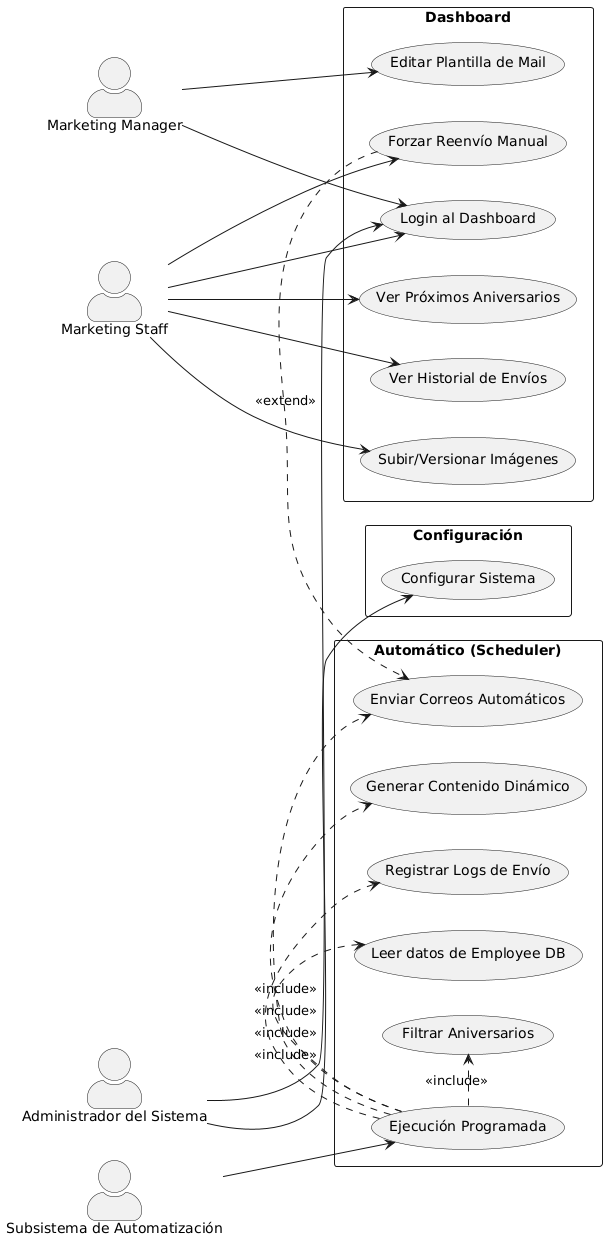 Dashboard
Editar Plantilla de Mail
Marketing Manager
Forzar Reenvío Manual
Login al Dashboard
Ver Próximos Aniversarios
Marketing Staff
Ver Historial de Envíos
«extend»
Subir/Versionar Imágenes
Configuración
Configurar Sistema
Automático (Scheduler)
Enviar Correos Automáticos
Generar Contenido Dinámico
Registrar Logs de Envío
Leer datos de Employee DB
«include»
«include»
«include»
«include»
Filtrar Aniversarios
«include»
Administrador del Sistema
Ejecución Programada
Subsistema de Automatización